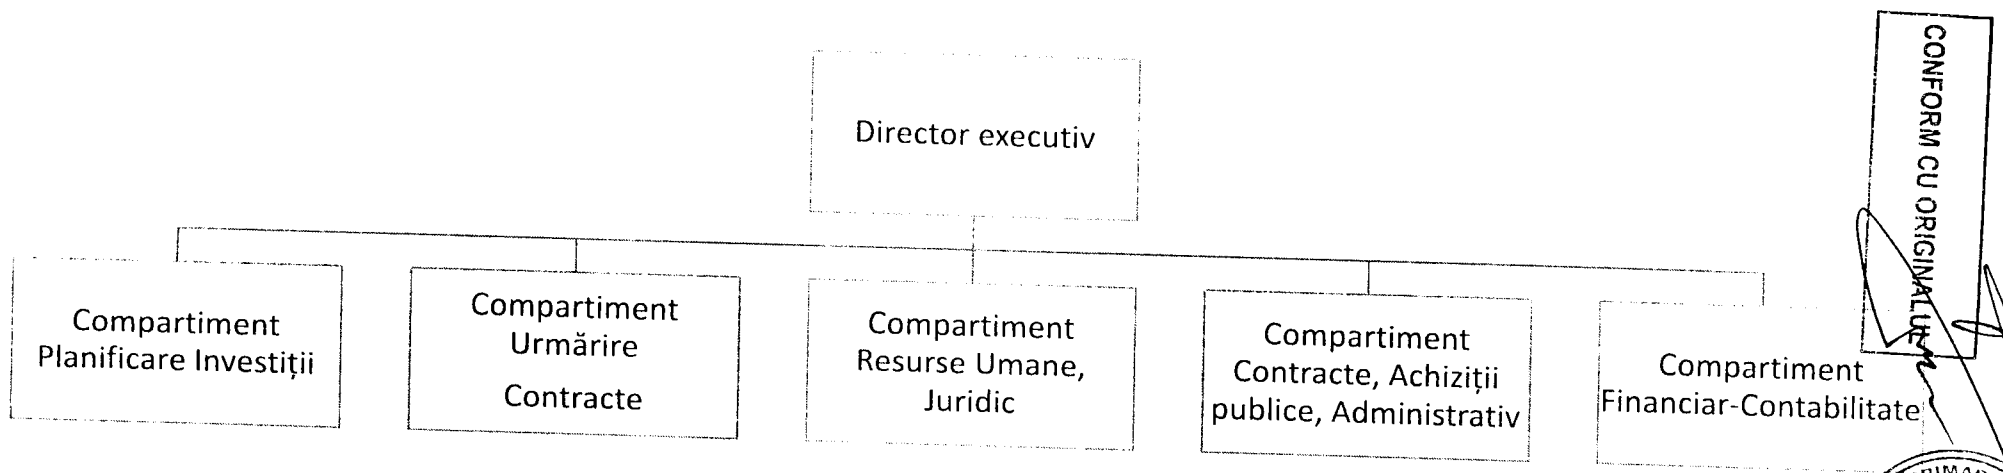 Director executiv
Compartiment
Planificare Investiții
Compartiment
Urmărire
Contracte
Compartiment
Resurse Umane,
Juridic
Compartiment
Contracte, Achiziții
publice, Administrativ
Compartiment
Financiar-Contabilitate
CONFORM CU ORIGINALUL